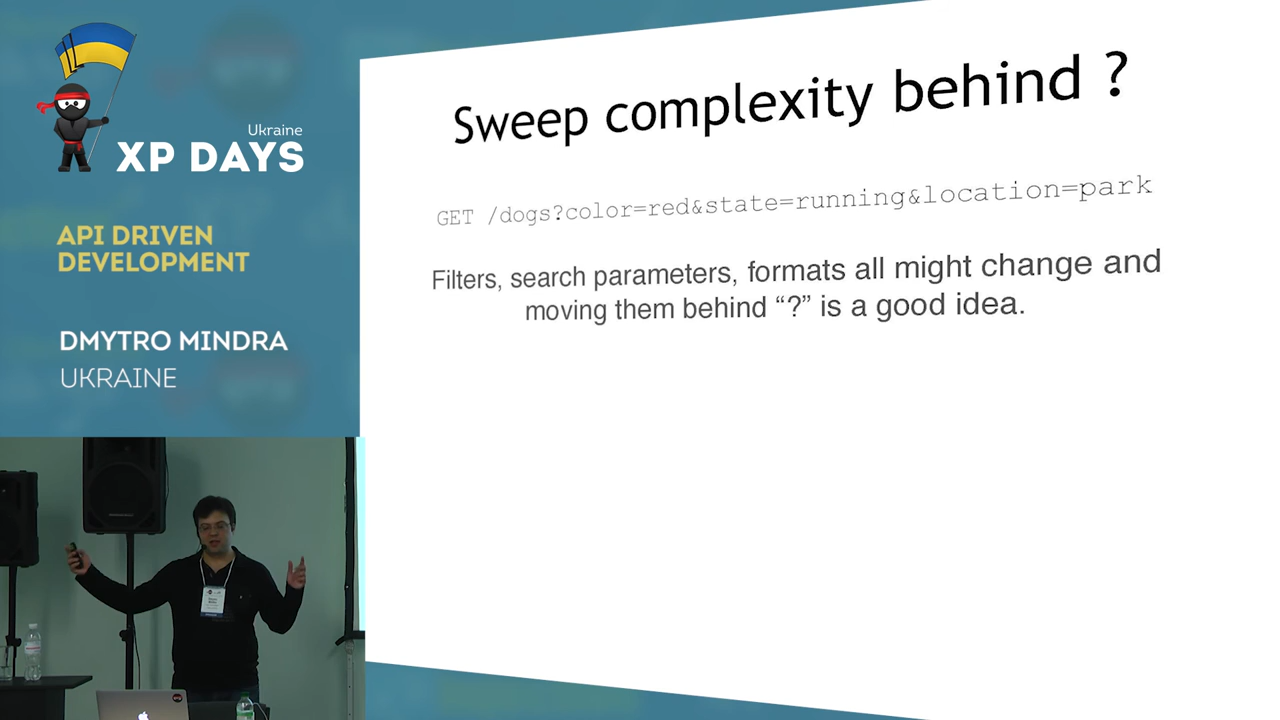 Ukraine
XP DAYS
API DRIVEN
DEVELOPMENT
DMYTRO MINDRA
UKRAINE
Sweep complexity behind ?
GET /dogs?color=red&state=running&location=park
Filters, search parameters, formats all might change and
moving them behind “?” is a good idea.